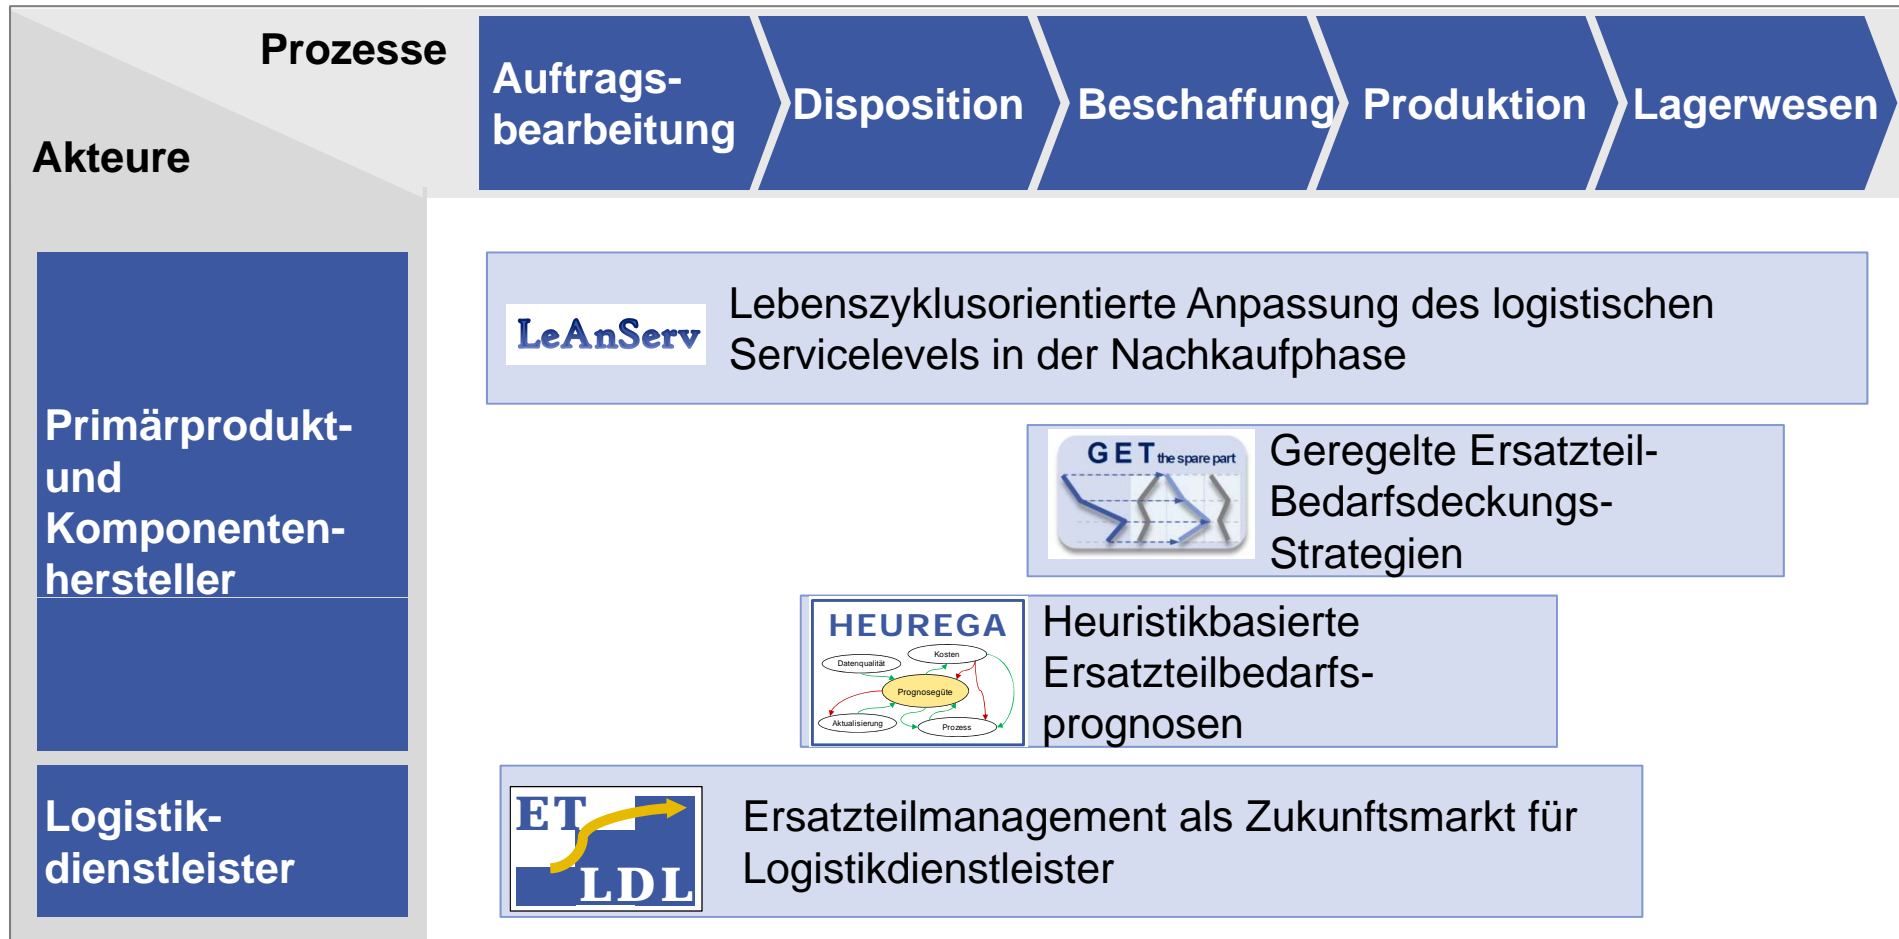 Prozesse
Akteure
Auftrags-
bearbeitung
Disposition
Beschaffung
Produktion
Lagerwesen
Primärprodukt-
und
Komponenten-
hersteller
LeAnServ
Lebenszyklusorientierte Anpassung des logistischen
Servicelevels in der Nachkaufphase
GET the spare part
Geregelte Ersatzteil-
Bedarfsdeckungs-
Strategien
HEUREGA
Kosten
Datenqualität
Prognosegüte
Aktualisierung
Prozess
Heuristikbasierte
Ersatzteilbedarfs-
prognosen
Logistik-
dienstleister
ET
LDL
Ersatzteilmanagement als Zukunftsmarkt für
Logistikdienstleister